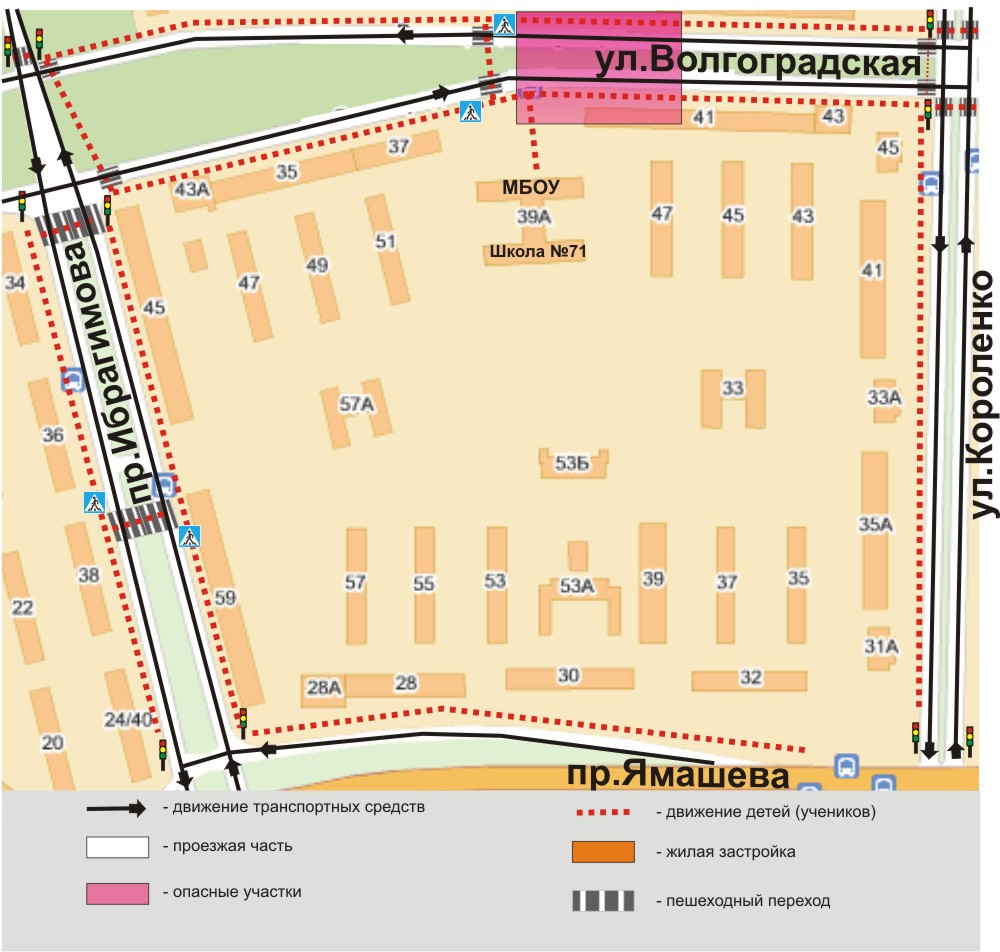 ул.Волгоградская
41
43
45
37
35
43А
МБОУ
39А
Школа №71
47
45
43
51
49
47
45
41
34
пр.Ибрагимова
ул.Короленко
36
57А
33
33А
53Б
35А
38
22
59
57
55
53
53А
39
37
35
31А
28А
28
30
32
24/40
20
пр.Ямашева
- движение транспортных средств
- проезжая часть
- опасные участки
- движение детей (учеников)
- жилая застройка
- пешеходный переход